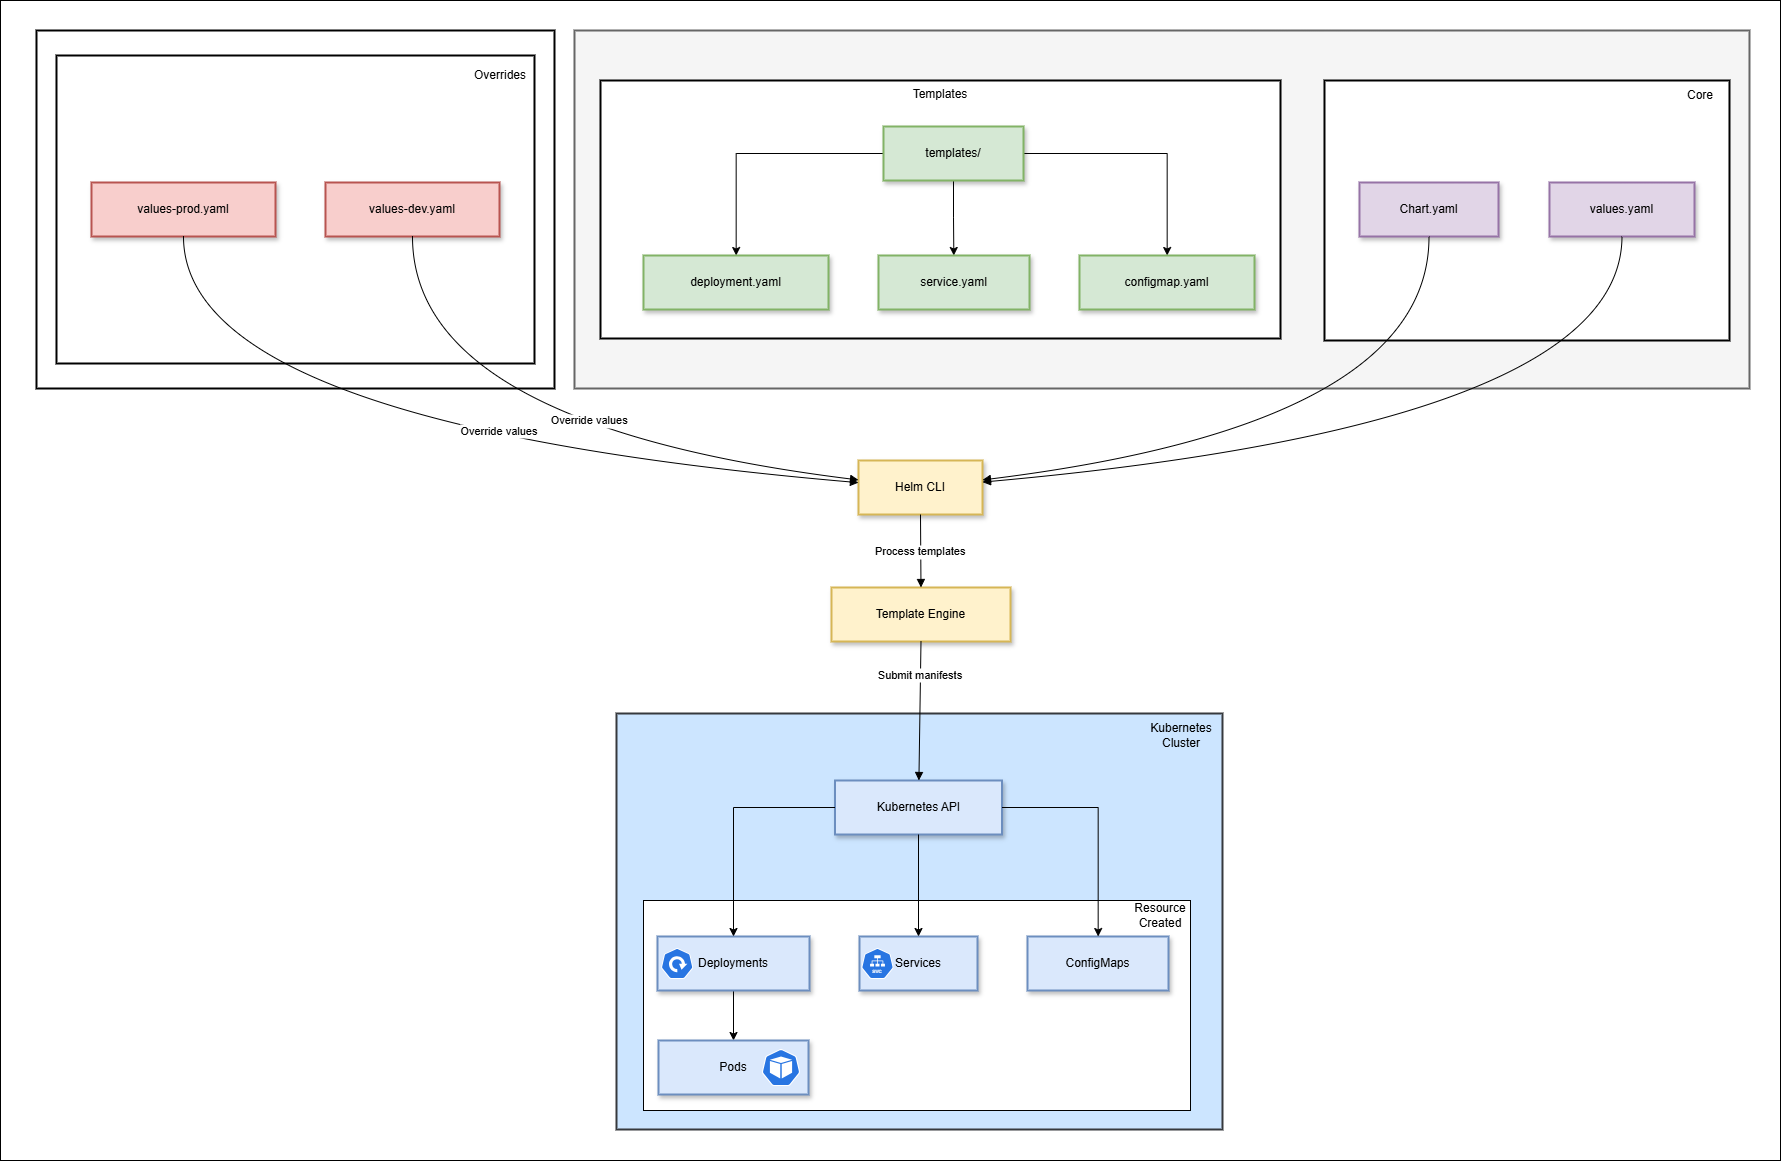 Overrides
values-prod.yaml
values-dev.yaml
Templates
templates/
deployment.yaml
service.yaml
configmap.yaml
Core
Chart.yaml
values.yaml
Override values
Override values
Helm CLI
Process templates
Template Engine
Submit manifests
Kubernetes
Cluster
Kubernetes API
Resource
Created
Deployments
svc
Services
ConfigMaps
Pods